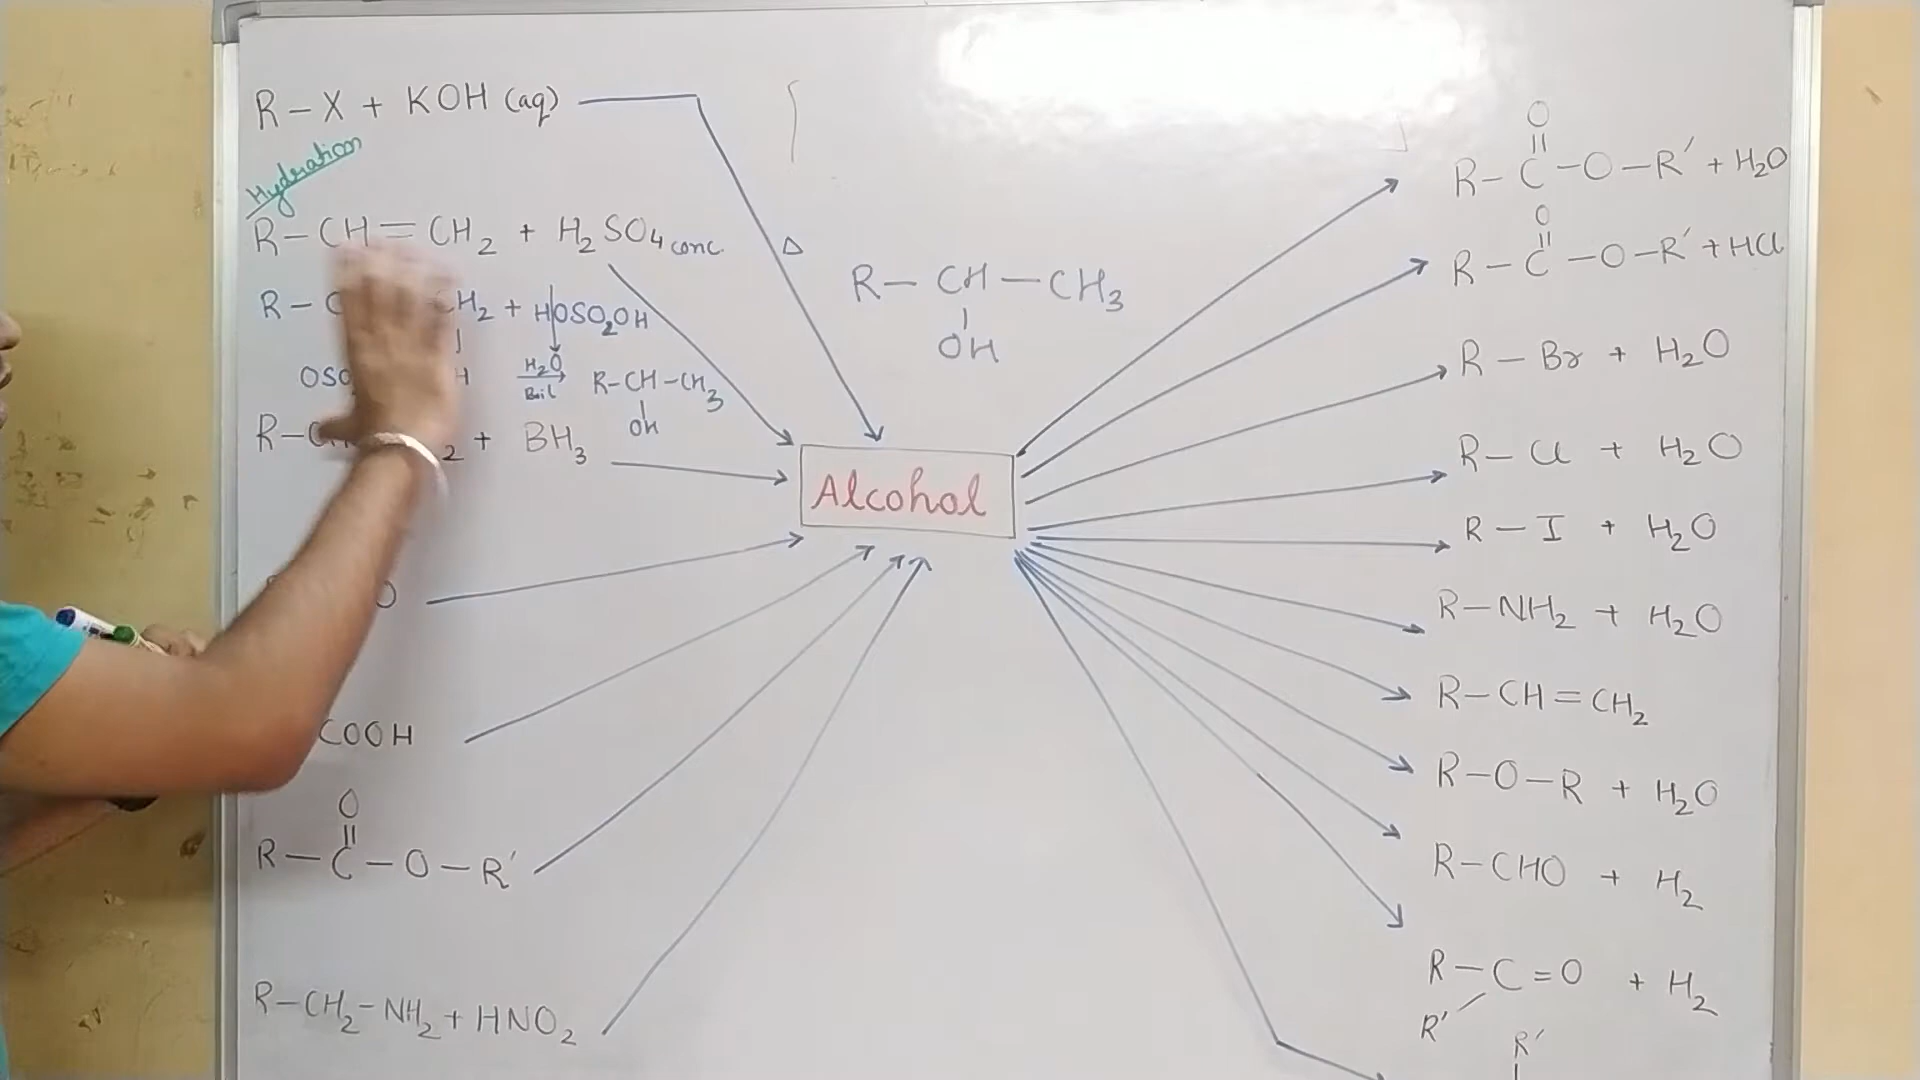 R-X + KOH (aq)
Hydration
R-CH=CH2 + H2SO4 conc.
Δ
R- CH2 + HOSO2OH
H2O
Boil
R-CH-CH3
OH
R- 2 + BH3
R-CH-CH3
OH
Alcohol
O
COOH
O
||
R-C-O-R'
R-CH2-NH2 + HNO2
O
||
R-C-O-R' + H2O
O
||
R-C-O-R' + HCl
R-Br + H2O
R-Cl + H2O
R-I + H2O
R-NH2 + H2O
R-CH=CH2
R-O-R + H2O
R-CHO + H2
R-C=O + H2
R'
R'